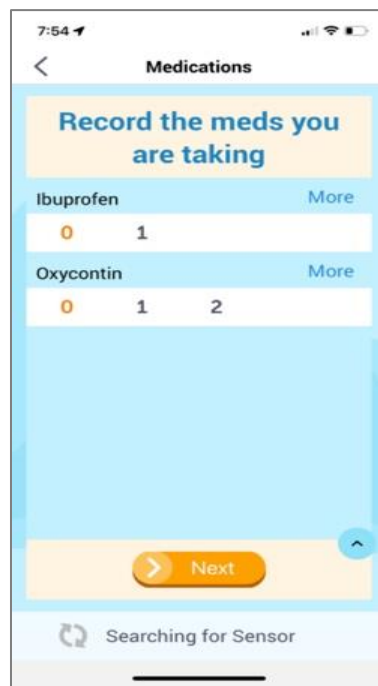 7:54
Medications
Record the meds you
are taking
Ibuprofen More
0 1
Oxycontin More
0 1 2
Next
Searching for Sensor